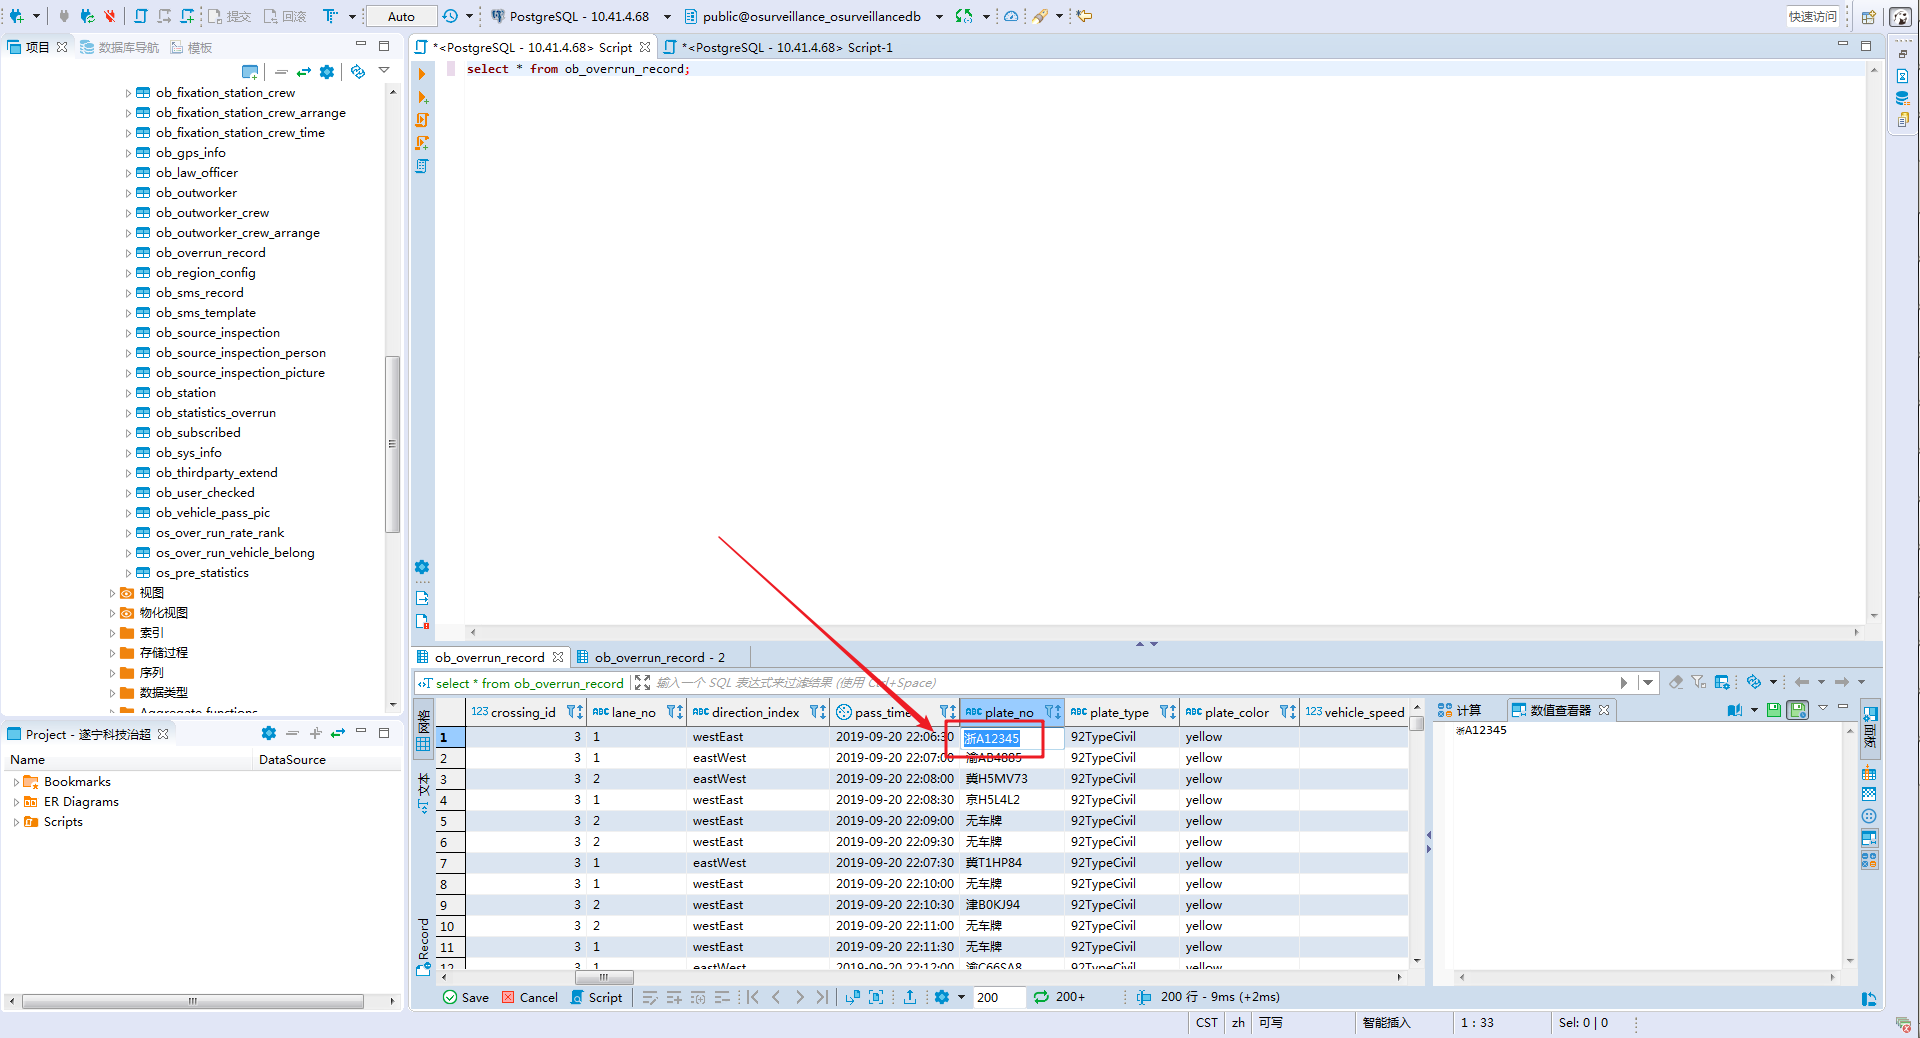 提交
回滚
Auto
PostgreSQL - 10.41.4.68
public@osurveillance_osurveillancedb
快速访问
项目
数据库导航
模板
*<PostgreSQL - 10.41.4.68> Script
*<PostgreSQL - 10.41.4.68> Script-1
select * from ob_overrun_record;
ob_fixation_station_crew
ob_fixation_station_crew_arrange
ob_fixation_station_crew_time
ob_gps_info
ob_law_officer
ob_outworker
ob_outworker_crew
ob_outworker_crew_arrange
ob_overrun_record
ob_region_config
ob_sms_record
ob_sms_template
ob_source_inspection
ob_source_inspection_person
ob_source_inspection_picture
ob_station
ob_statistics_overrun
ob_subscribed
ob_sys_info
ob_thirdparty_extend
ob_user_checked
ob_vehicle_pass_pic
os_over_run_rate_rank
os_over_run_vehicle_belong
os_pre_statistics
视图
物化视图
索引
存储过程
序列
数据类型
Aggregate functions
Project - 遂宁科技治超
Name DataSource
Bookmarks
ER Diagrams
Scripts
ob_overrun_record
ob_overrun_record - 2
select * from ob_overrun_record
输入一个 SQL 表达式来过滤结果 (使用 Ctrl+Space)
网格
文本
Record
123 crossing_id ABC lane_no ABC direction_index pass_time ABC plate_no ABC plate_type ABC plate_color 123 vehicle_speed
1 3 1 westEast 2019-09-20 22:06:30 浙A12345 92TypeCivil yellow
2 3 1 eastWest 2019-09-20 22:07:00 渝AB4885 92TypeCivil yellow
3 3 2 westEast 2019-09-20 22:08:00 冀H5MV73 92TypeCivil yellow
4 3 1 westEast 2019-09-20 22:08:30 京H5L4L2 92TypeCivil yellow
5 3 2 westEast 2019-09-20 22:09:00 无车牌 92TypeCivil yellow
6 3 2 westEast 2019-09-20 22:09:30 无车牌 92TypeCivil yellow
7 3 1 eastWest 2019-09-20 22:07:30 冀T1HP84 92TypeCivil yellow
8 3 1 westEast 2019-09-20 22:10:00 无车牌 92TypeCivil yellow
9 3 2 westEast 2019-09-20 22:10:30 津B0KJ94 92TypeCivil yellow
10 3 2 westEast 2019-09-20 22:11:00 无车牌 92TypeCivil yellow
11 3 1 westEast 2019-09-20 22:11:30 无车牌 92TypeCivil yellow
12 3 1 eastWest 2019-09-20 22:12:00 渝C66SA8 92TypeCivil yellow
计算
数值查看器
浙A12345
面板
Save Cancel Script 200 200+ 200 行 - 9ms (+2ms)
CST zh 可写 智能插入 1 : 33 Sel: 0 | 0